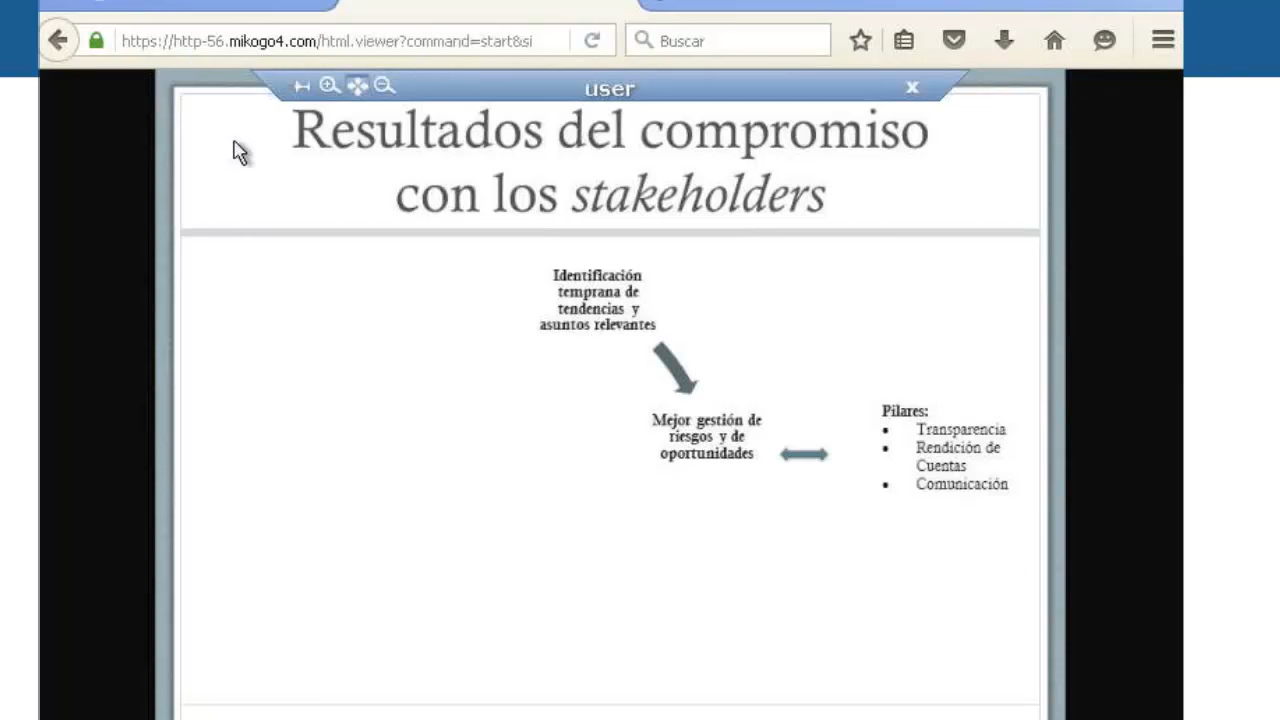 https://http-56.mikogo4.com/html.viewer?command=start&si
Buscar
user
Resultados del compromiso
con los stakeholders
Identificación
temprana de
tendencias y
asuntos relevantes
Mejor gestión de
riesgos y de
oportunidades
Pilares:
• Transparencia
• Rendición de
Cuentas
• Comunicación